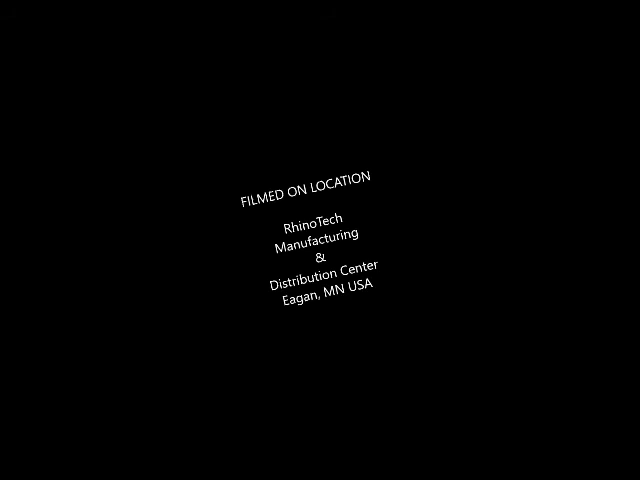 FILMED ON LOCATION
RhinoTech
Manufacturing
&
Distribution Center
Eagan, MN USA